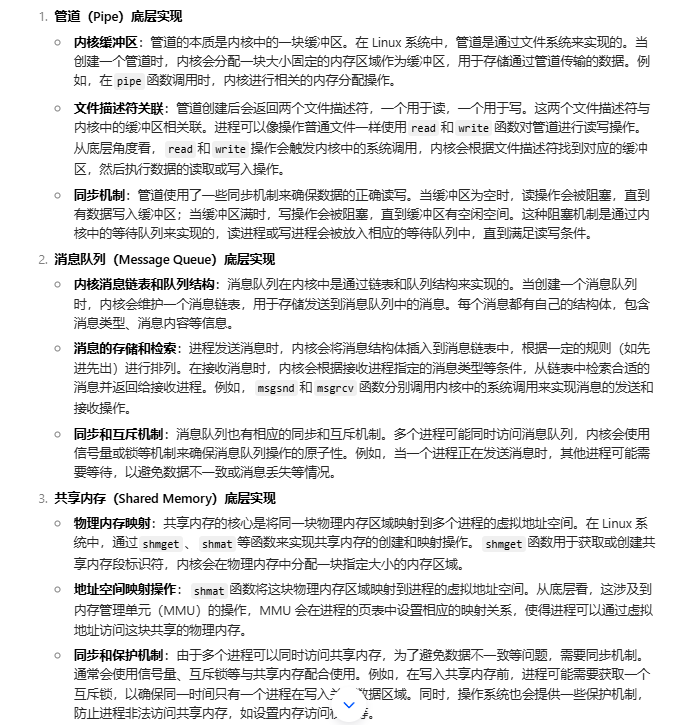 1. 管道（Pipe）底层实现
○ 内核缓冲区：管道的本质是内核中的一块缓冲区。在 Linux 系统中，管道是通过文件系统来实现的。当
创建一个管道时，内核会分配一块大小固定的内存区域作为缓冲区，用于存储通过管道传输的数据。例
如，在 pipe 函数调用时，内核进行相关的内存分配操作。
○ 文件描述符关联：管道创建后会返回两个文件描述符，一个用于读，一个用于写。这两个文件描述符与
内核中的缓冲区相关联。进程可以像操作普通文件一样使用 read 和 write 函数对管道进行读写操作。
从底层角度看， read 和 write 操作会触发内核中的系统调用，内核会根据文件描述符找到对应的缓冲
区，然后执行数据的读取或写入操作。
○ 同步机制：管道使用了一些同步机制来确保数据的正确读写。当缓冲区为空时，读操作会被阻塞，直到
有数据写入缓冲区；当缓冲区满时，写操作会被阻塞，直到缓冲区有空闲空间。这种阻塞机制是通过内
核中的等待队列来实现的，读进程或写进程会被放入相应的等待队列中，直到满足读写条件。
2. 消息队列（Message Queue）底层实现
○ 内核消息链表和队列结构：消息队列在内核中是通过链表和队列结构来实现的。当创建一个消息队列
时，内核会维护一个消息链表，用于存储发送到消息队列中的消息。每个消息都有自己的结构体，包含
消息类型、消息内容等信息。
○ 消息的存储和检索：进程发送消息时，内核会将消息结构体插入到消息链表中，根据一定的规则（如先
进先出）进行排列。在接收消息时，内核会根据接收进程指定的消息类型等条件，从链表中检索合适的
消息并返回给接收进程。例如， msgsnd 和 msgrcv 函数分别调用内核中的系统调用来实现消息的发送和
接收操作。
○ 同步和互斥机制：消息队列也有相应的同步和互斥机制。多个进程可能同时访问消息队列，内核会使用
信号量或锁等机制来确保消息队列操作的原子性。例如，当一个进程正在发送消息时，其他进程可能需
要等待，以避免数据不一致或消息丢失等情况。
3. 共享内存（Shared Memory）底层实现
○ 物理内存映射：共享内存的核心是将同一块物理内存区域映射到多个进程的虚拟地址空间。在 Linux 系
统中，通过 shmget 、 shmat 等函数来实现共享内存的创建和映射操作。 shmget 函数用于获取或创建共
享内存段标识符，内核会在物理内存中分配一块指定大小的内存区域。
○ 地址空间映射操作： shmat 函数将这块物理内存区域映射到进程的虚拟地址空间。从底层看，这涉及到
内存管理单元（MMU）的操作，MMU 会在进程的页表中设置相应的映射关系，使得进程可以通过虚拟
地址访问这块共享的物理内存。
○ 同步和保护机制：由于多个进程可以同时访问共享内存，为了避免数据不一致等问题，需要同步机制。
通常会使用信号量、互斥锁等与共享内存配合使用。例如，在写入共享内存前，进程可能需要获取一个
互斥锁，以确保同一时间只有一个进程在写入 数据区域。同时，操作系统也会提供一些保护机制，
防止进程非法访问共享内存，如设置内存访问 等。